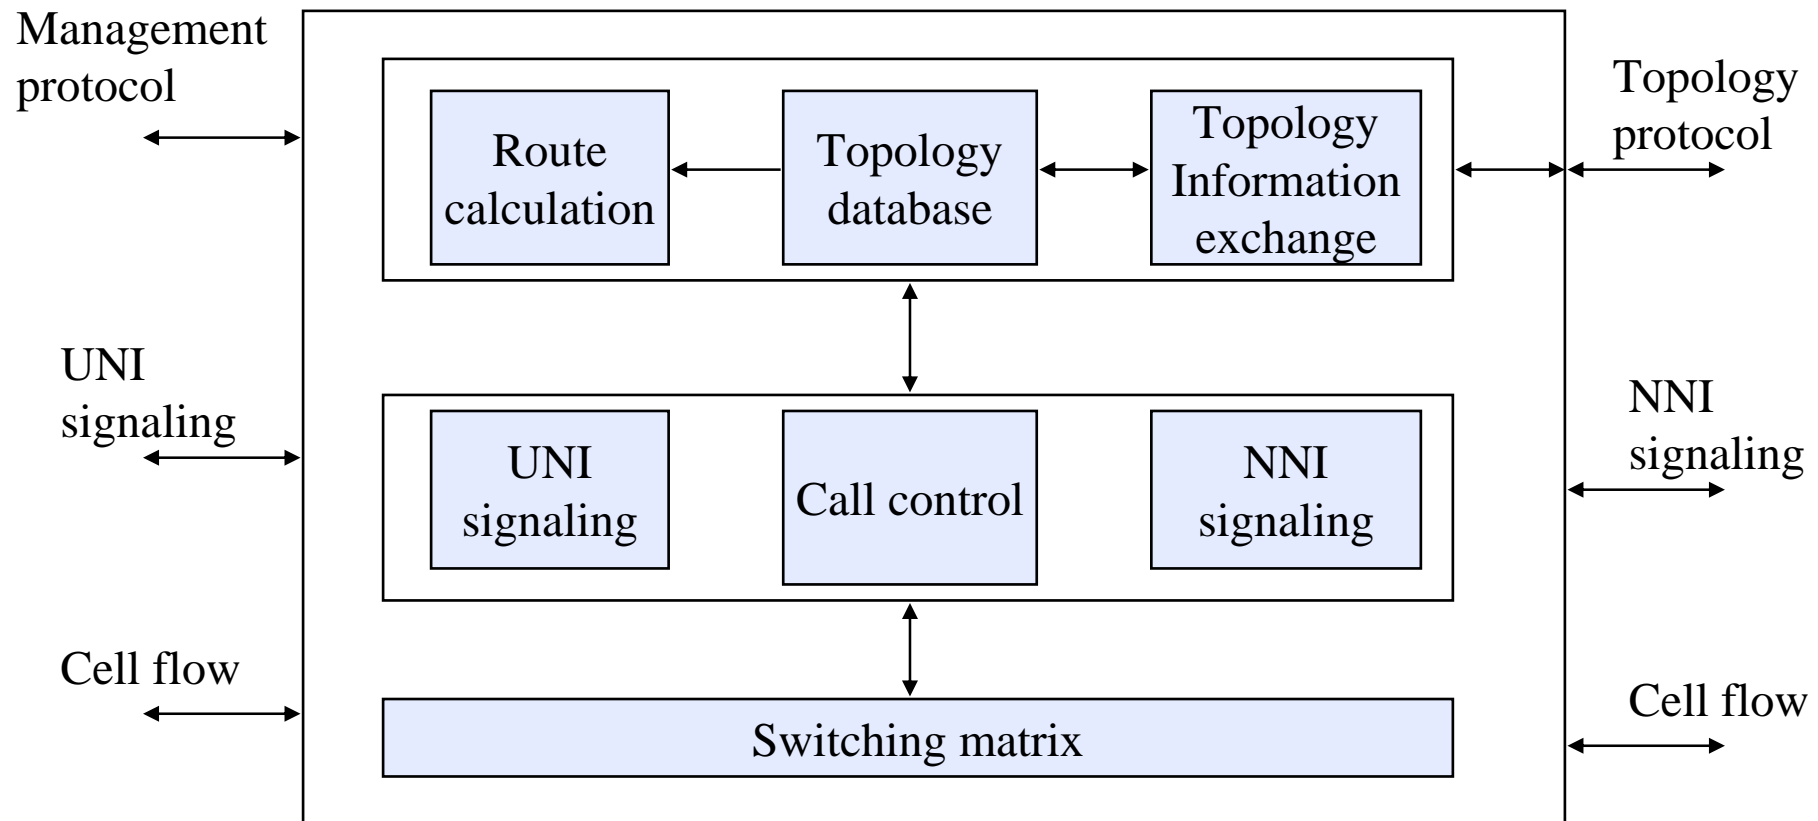 Management
protocol
Topology
protocol
Route
calculation
Topology
database
Topology
Information
exchange
UNI
signaling
NNI
signaling
UNI
signaling
Call control
NNI
signaling
Cell flow
Cell flow
Switching matrix